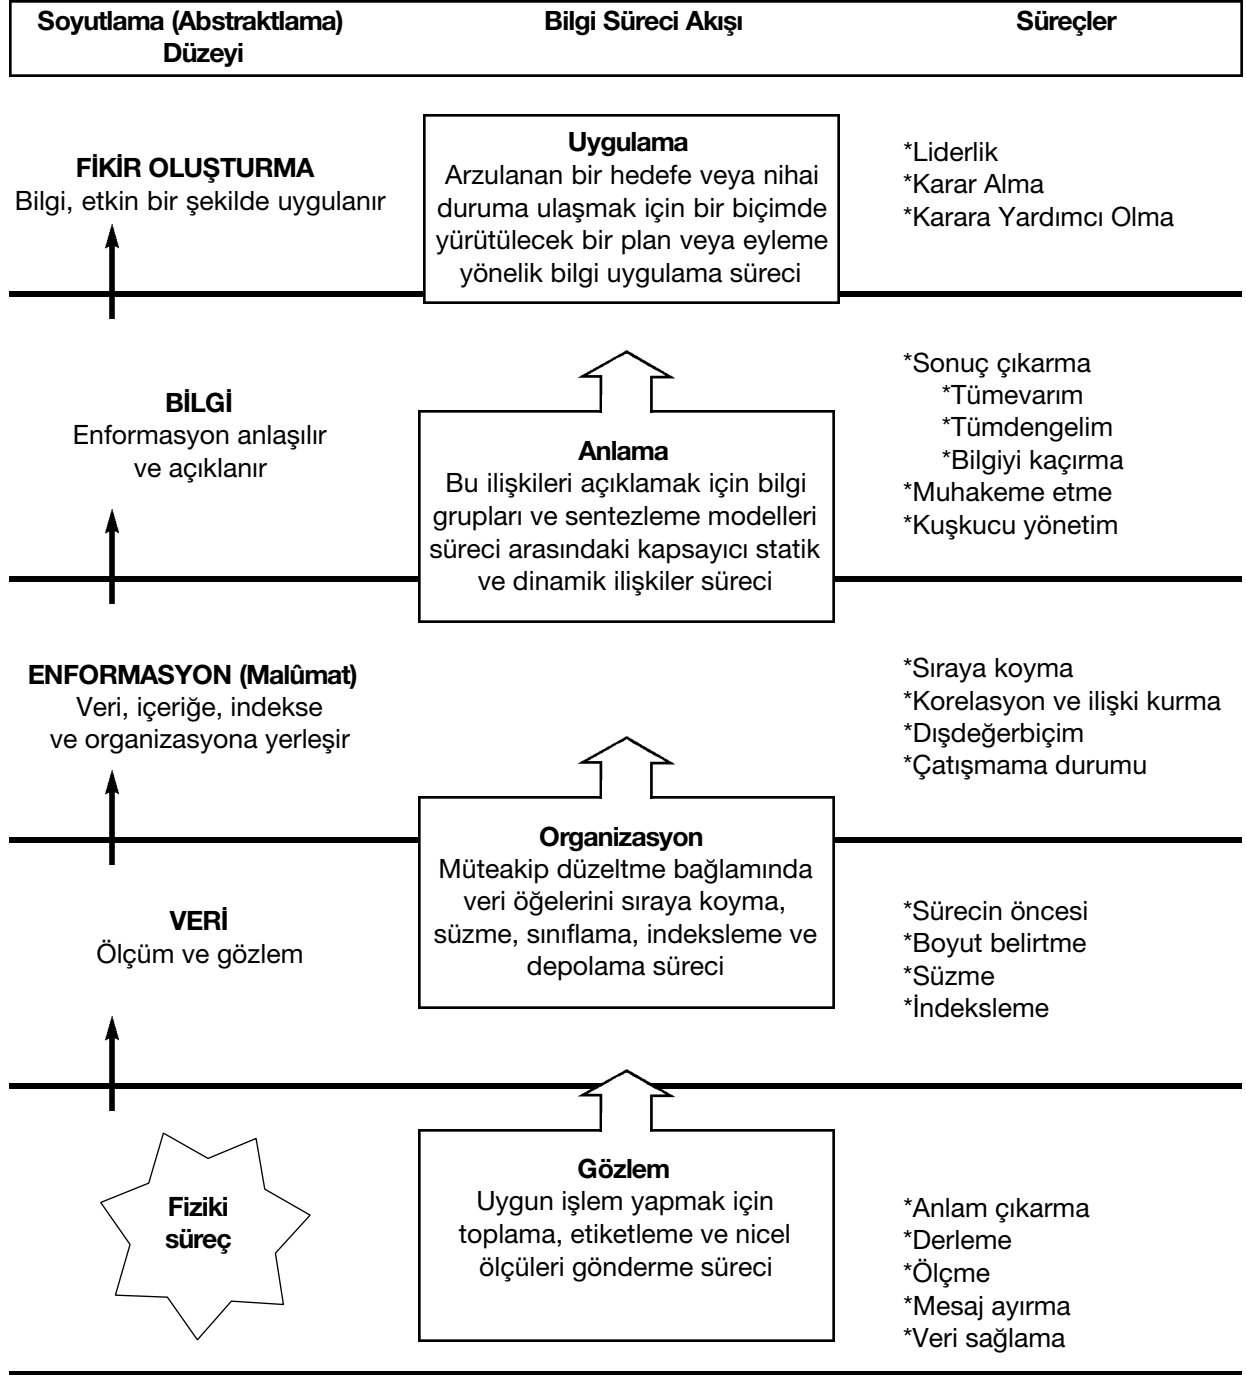 Soyutlama (Abstraktlama)
Düzeyi
Bilgi Süreci Akışı
Süreçler
FİKİR OLUŞTURMA
Bilgi, etkin bir şekilde uygulanır
Uygulama
Arzulanan bir hedefe veya nihai
duruma ulaşmak için bir biçimde
yürütülecek bir plan veya eyleme
yönelik bilgi uygulama süreci
*Liderlik
*Karar Alma
*Karara Yardımcı Olma
BİLGİ
Enformasyon anlaşılır
ve açıklanır
Anlama
Bu ilişkileri açıklamak için bilgi
grupları ve sentezleme modelleri
süreci arasındaki kapsayıcı statik
ve dinamik ilişkiler süreci
*Sonuç çıkarma
*Tümevarım
*Tümdengelim
*Bilgiyi kaçırma
*Muhakeme etme
*Kuşkucu yönetim
ENFORMASYON (Malûmat)
Veri, içeriğe, indekse
ve organizasyona yerleşir
*Sıraya koyma
*Korelasyon ve ilişki kurma
*Dışdeğerbiçim
*Çatışmama durumu
Organizasyon
Müteakip düzeltme bağlamında
veri öğelerini sıraya koyma,
süzme, sınıflama, indeksleme ve
depolama süreci
VERİ
Ölçüm ve gözlem
*Sürecin öncesi
*Boyut belirtme
*Süzme
*İndeksleme
Fiziki
süreç
Gözlem
Uygun işlem yapmak için
toplama, etiketleme ve nicel
ölçüleri gönderme süreci
*Anlam çıkarma
*Derleme
*Ölçme
*Mesaj ayırma
*Veri sağlama